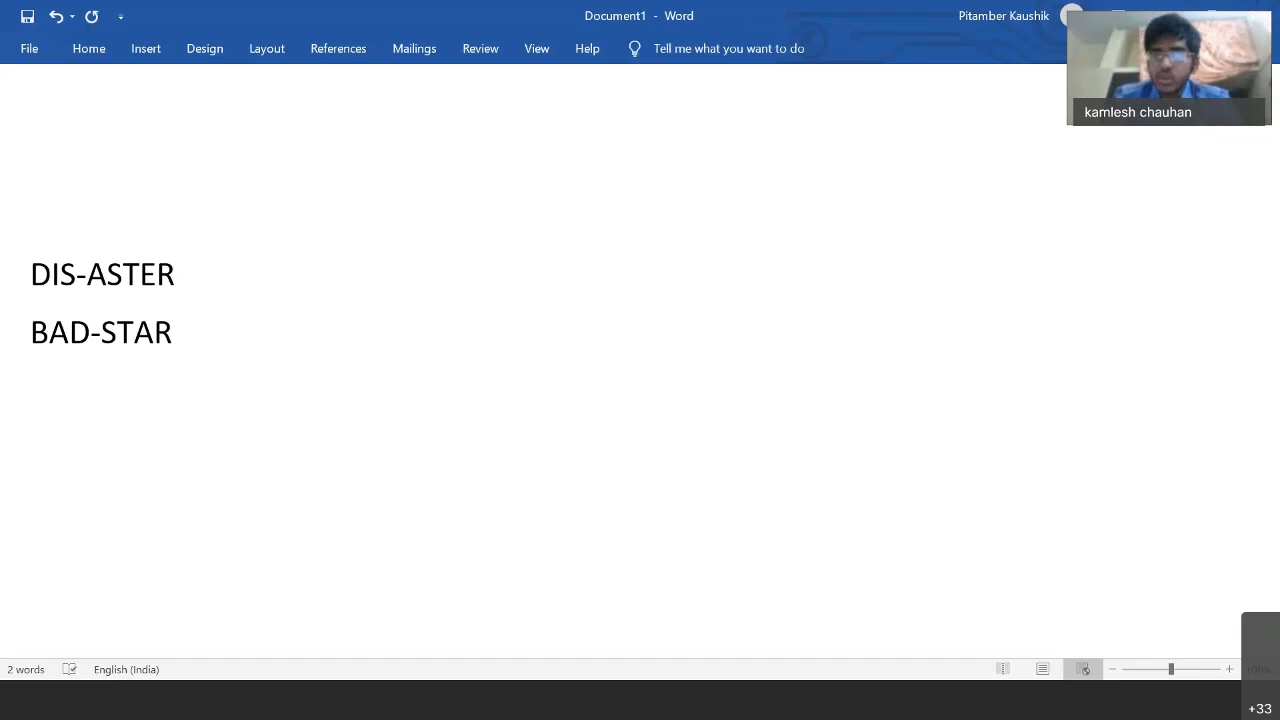 Document1 - Word
Pitamber Kaushik
File Home Insert Design Layout References Mailings Review View Help Tell me what you want to do
kamlesh chauhan
DIS-ASTER
BAD-STAR
2 words English (India)
+33